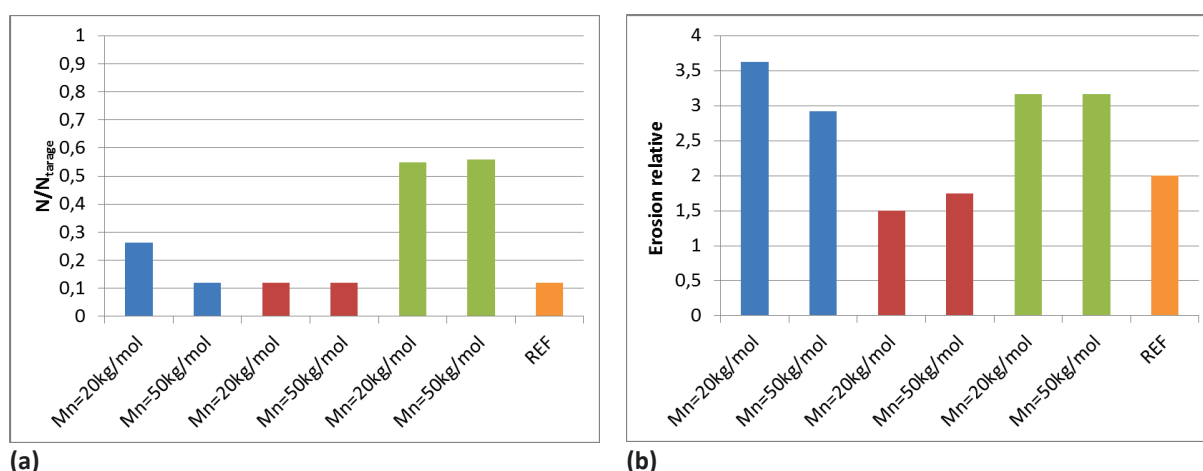 1
0,9
0,8
0,7
0,6
0,5
0,4
0,3
0,2
0,1
0
N/Ntarage
Mn=20kg/mol
Mn=50kg/mol
Mn=20kg/mol
Mn=50kg/mol
Mn=20kg/mol
Mn=50kg/mol
REF
(a)
4
3,5
3
2,5
2
1,5
1
0,5
0
Erosion relative
Mn=20kg/mol
Mn=50kg/mol
Mn=20kg/mol
Mn=50kg/mol
Mn=20kg/mol
Mn=50kg/mol
REF
(b)